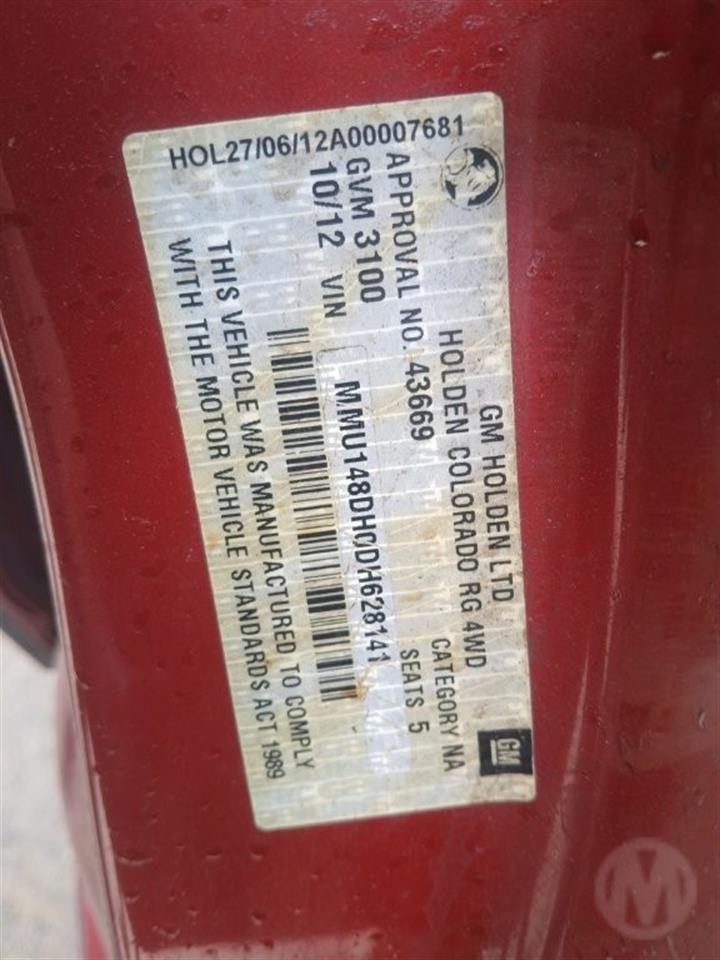 HOL27/06/12A00007681
GM HOLDEN LTD
HOLDEN COLORADO RG 4WD
APPROVAL NO. 43669 CATEGORY NA
GVM 3100 SEATS 5
10/12 VIN MMU148DH0DH628141
THIS VEHICLE WAS MANUFACTURED TO COMPLY
WITH THE MOTOR VEHICLE STANDARDS ACT 1989
GM
M